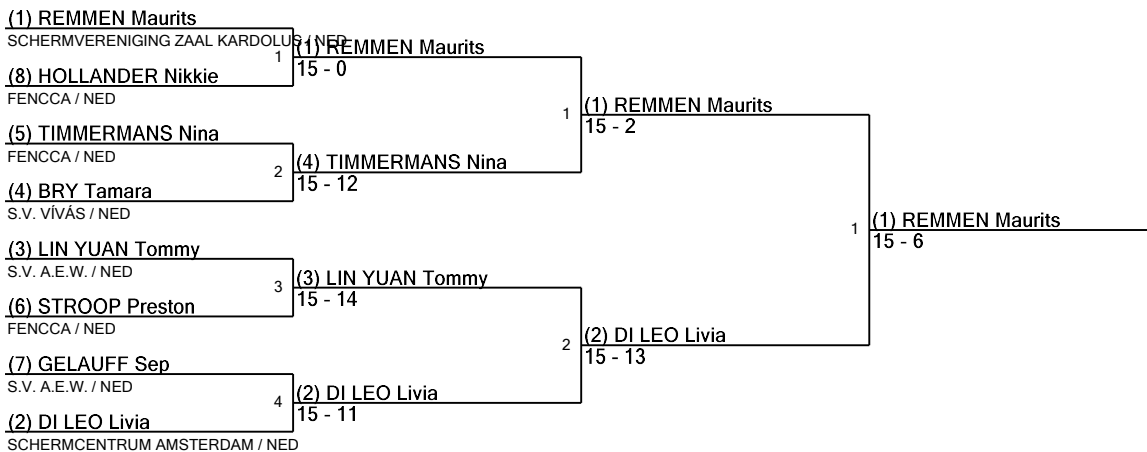 (1) REMMEN Maurits
SCHERMVERENIGING ZAAL KARDOLUS / NED
(8) HOLLANDER Nikkie
FENCCA / NED
(5) TIMMERMANS Nina
FENCCA / NED
(4) BRY Tamara
S.V. VÍVÁS / NED
(3) LIN YUAN Tommy
S.V. A.E.W. / NED
(6) STROOP Preston
FENCCA / NED
(7) GELAUFF Sep
S.V. A.E.W. / NED
(2) DI LEO Livia
SCHERMCENTRUM AMSTERDAM / NED
1
(1) REMMEN Maurits
15 - 0
2
(4) TIMMERMANS Nina
15 - 12
3
(3) LIN YUAN Tommy
15 - 14
4
(2) DI LEO Livia
15 - 11
1
(1) REMMEN Maurits
15 - 2
2
(2) DI LEO Livia
15 - 13
1
(1) REMMEN Maurits
15 - 6